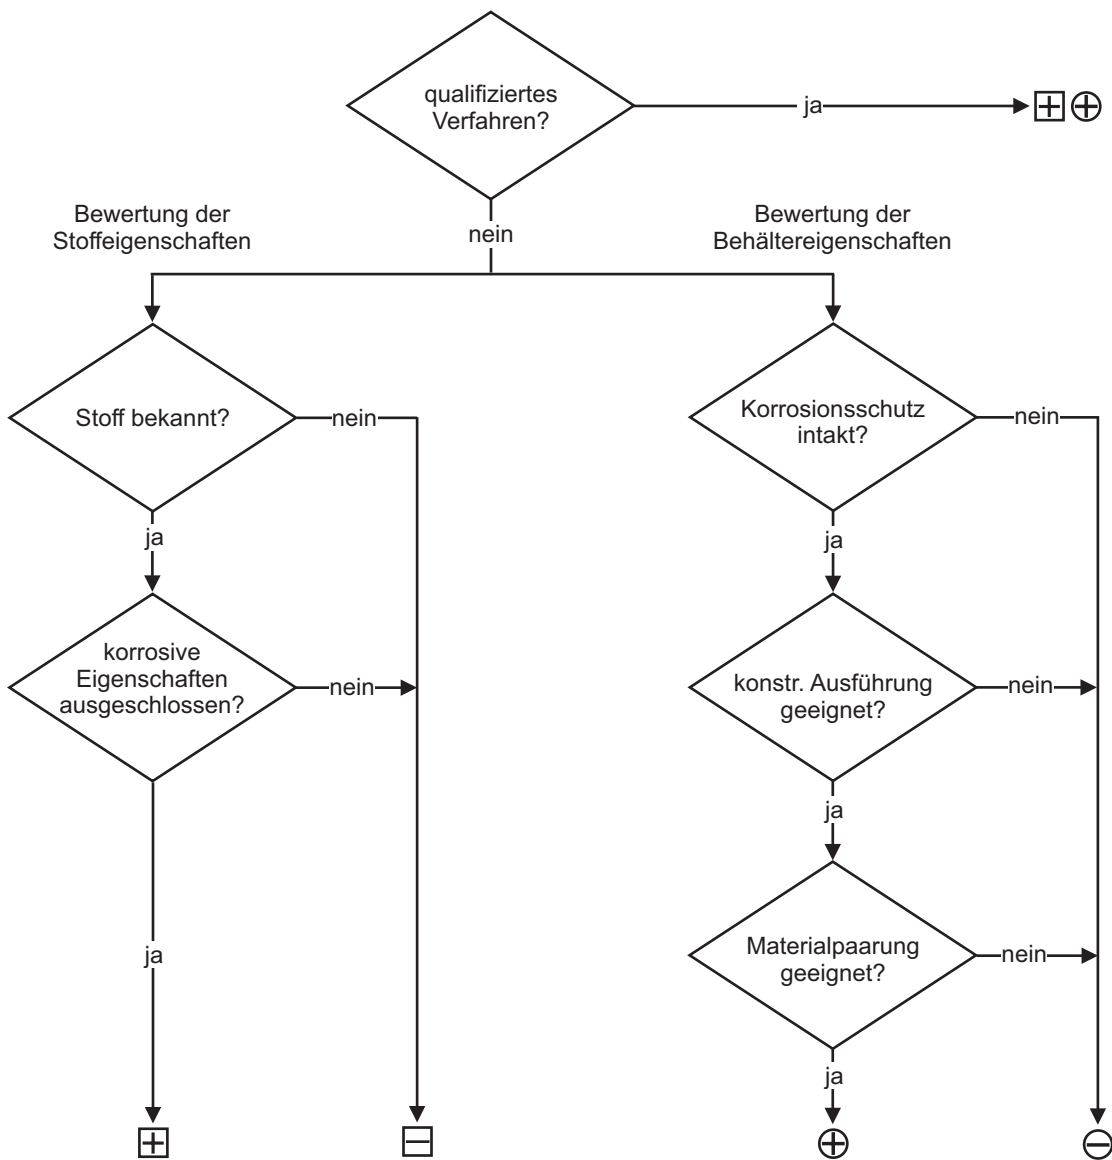 qualifiziertes
Verfahren?
ja
nein
Bewertung der
Stoffeigenschaften
Bewertung der
Behältereigenschaften
Stoff bekannt?
nein
ja
korrosive
Eigenschaften
ausgeschlossen?
nein
ja
Korrosionsschutz
intakt?
nein
ja
konstr. Ausführung
geeignet?
nein
ja
Materialpaarung
geeignet?
nein
ja